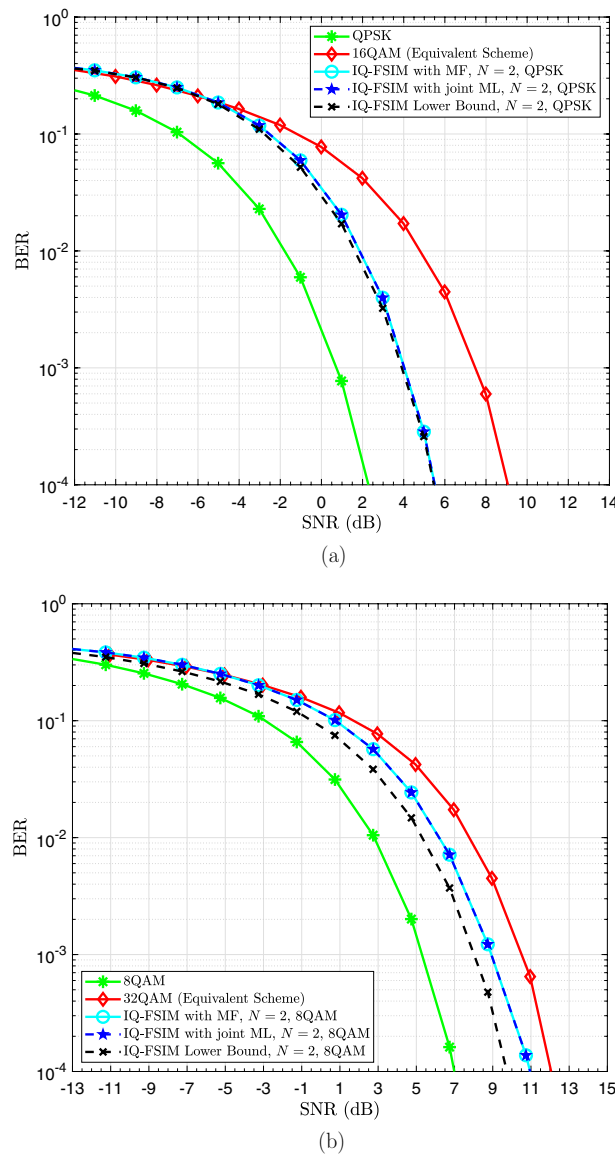 10^0
10^-1
10^-2
10^-3
10^-4
BER
QPSK
16QAM (Equivalent Scheme)
IQ-FSIM with MF, N = 2, QPSK
IQ-FSIM with joint ML, N = 2, QPSK
IQ-FSIM Lower Bound, N = 2, QPSK
-12 -10 -9 -8 -6 -4 -2 0 2 4 6 8 10 12 14
SNR (dB)
(a)
10^0
10^-1
10^-2
10^-3
10^-4
BER
8QAM
32QAM (Equivalent Scheme)
IQ-FSIM with MF, N = 2, 8QAM
IQ-FSIM with joint ML, N = 2, 8QAM
IQ-FSIM Lower Bound, N = 2, 8QAM
-13 -11 -9 -7 -5 -3 -1 1 3 5 7 9 11 13 15
SNR (dB)
(b)